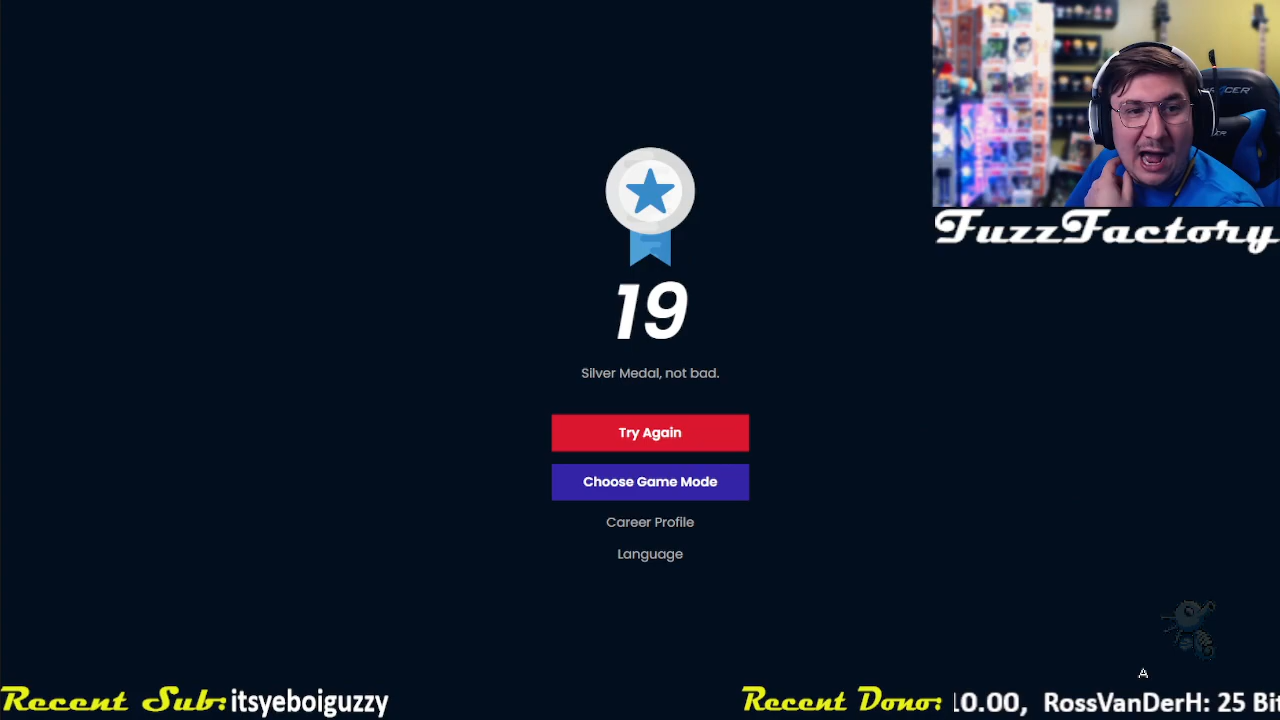 FuzzFactory
19
Silver Medal, not bad.
Try Again
Choose Game Mode
Career Profile
Language
A
Recent Sub: itsyeboiguzzy
Recent Dono: 10.00, RossVanDerH: 25 Bit